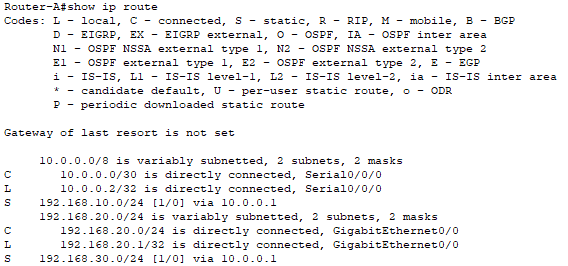 Router-A#show ip route
Codes: L - local, C - connected, S - static, R - RIP, M - mobile, B - BGP
       D - EIGRP, EX - EIGRP external, O - OSPF, IA - OSPF inter area
       N1 - OSPF NSSA external type 1, N2 - OSPF NSSA external type 2
       E1 - OSPF external type 1, E2 - OSPF external type 2, E - EGP
       i - IS-IS, L1 - IS-IS level-1, L2 - IS-IS level-2, ia - IS-IS inter area
       * - candidate default, U - per-user static route, o - ODR
       P - periodic downloaded static route

Gateway of last resort is not set

     10.0.0.0/8 is variably subnetted, 2 subnets, 2 masks
C       10.0.0.0/30 is directly connected, Serial0/0/0
L       10.0.0.2/32 is directly connected, Serial0/0/0
S    192.168.10.0/24 [1/0] via 10.0.0.1
     192.168.20.0/24 is variably subnetted, 2 subnets, 2 masks
C       192.168.20.0/24 is directly connected, GigabitEthernet0/0
L       192.168.20.1/32 is directly connected, GigabitEthernet0/0
S    192.168.30.0/24 [1/0] via 10.0.0.1